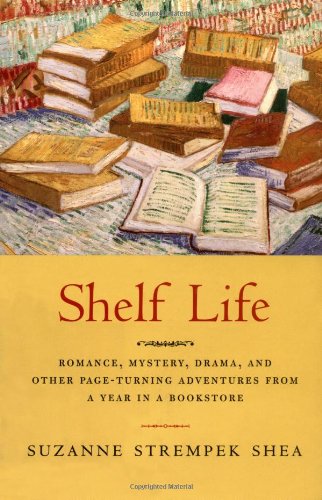 Shelf Life
ROMANCE, MYSTERY, DRAMA, AND
OTHER PAGE-TURNING ADVENTURES FROM
A YEAR IN A BOOKSTORE
SUZANNE STREMPEK SHEA